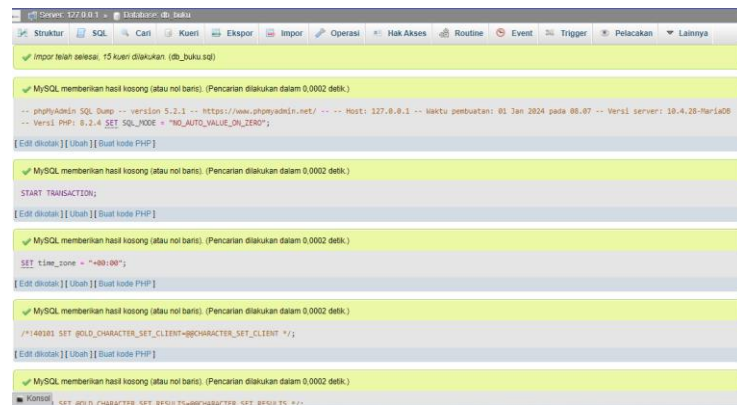 Server: 127.0.0.1 » Database: db_buku
Struktur SQL Cari Kueri Ekspor Impor Operasi Hak Akses Routine Event Trigger Pelacakan Lainnya
Impor telah selesai, 15 kueri dilakukan. (db_buku.sql)
MySQL memberikan hasil kosong (atau nol baris). (Pencarian dilakukan dalam 0,0002 detik.)
-- phpMyAdmin SQL Dump -- version 5.2.1 -- https://www.phpmyadmin.net/ -- -- Host: 127.0.0.1 -- Waktu pembuatan: 01 Jan 2024 pada 08.07 -- Versi server: 10.4.28-MariaDB
-- Versi PHP: 8.2.4 SET SQL_MODE = "NO_AUTO_VALUE_ON_ZERO";
[ Edit dikotak ] [ Ubah ] [ Buat kode PHP ]
MySQL memberikan hasil kosong (atau nol baris). (Pencarian dilakukan dalam 0,0002 detik.)
START TRANSACTION;
[ Edit dikotak ] [ Ubah ] [ Buat kode PHP ]
MySQL memberikan hasil kosong (atau nol baris). (Pencarian dilakukan dalam 0,0002 detik.)
SET time_zone = "+00:00";
[ Edit dikotak ] [ Ubah ] [ Buat kode PHP ]
MySQL memberikan hasil kosong (atau nol baris). (Pencarian dilakukan dalam 0,0002 detik.)
/*!40101 SET @OLD_CHARACTER_SET_CLIENT=@@CHARACTER_SET_CLIENT */;
[ Edit dikotak ] [ Ubah ] [ Buat kode PHP ]
MySQL memberikan hasil kosong (atau nol baris). (Pencarian dilakukan dalam 0,0002 detik.)
Konsol SET @OLD_CHARACTER_SET_RESULTS=@@CHARACTER_SET_RESULTS */;